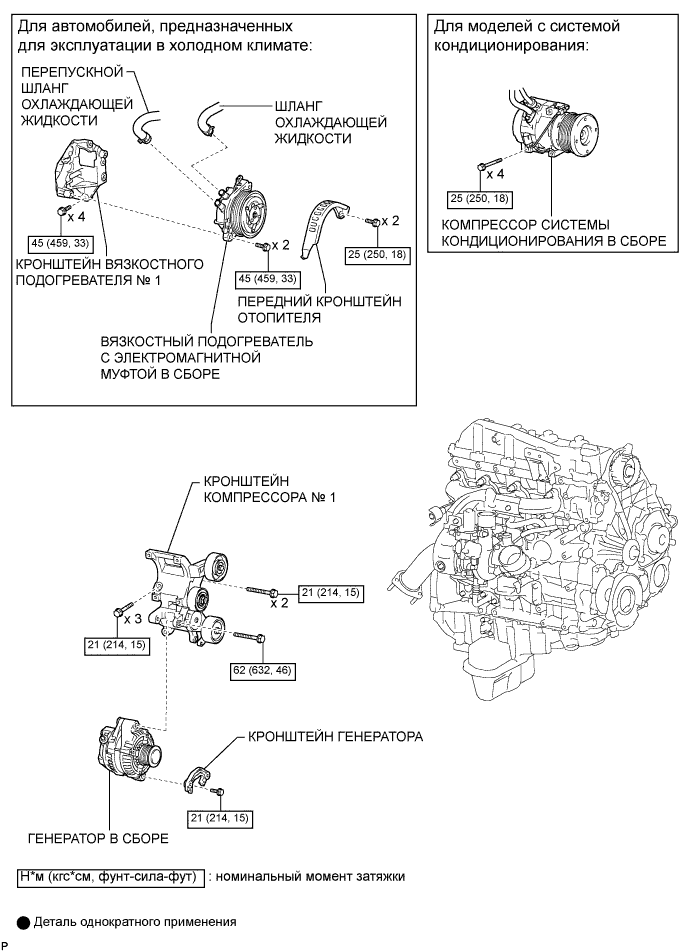 Для автомобилей, предназначенных
для эксплуатации в холодном климате:
ПЕРЕПУСКНОЙ
ШЛАНГ
ОХЛАЖДАЮЩЕЙ
ЖИДКОСТИ
ШЛАНГ
ОХЛАЖДАЮЩЕЙ
ЖИДКОСТИ
x 4
45 (459, 33)
КРОНШТЕЙН ВЯЗКОСТНОГО
ПОДОГРЕВАТЕЛЯ № 1
x 2
45 (459, 33)
x 2
25 (250, 18)
ПЕРЕДНИЙ КРОНШТЕЙН
ОТОПИТЕЛЯ
ВЯЗКОСТНЫЙ ПОДОГРЕВАТЕЛЬ
С ЭЛЕКТРОМАГНИТНОЙ
МУФТОЙ В СБОРЕ
Для моделей с системой
кондиционирования:
x 4
25 (250, 18)
КОМПРЕССОР СИСТЕМЫ
КОНДИЦИОНИРОВАНИЯ В СБОРЕ
КРОНШТЕЙН
КОМПРЕССОРА № 1
x 2
21 (214, 15)
x 3
21 (214, 15)
62 (632, 46)
КРОНШТЕЙН ГЕНЕРАТОРА
21 (214, 15)
ГЕНЕРАТОР В СБОРЕ
Н*м (кгс*см, фунт-сила-фут) : номинальный момент затяжки
Деталь однократного применения
P